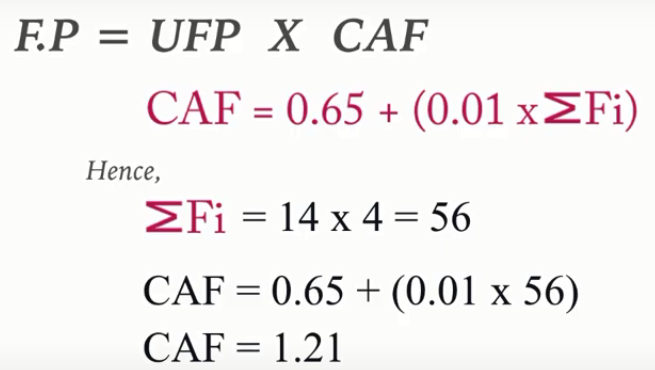 F.P = UFP X CAF
CAF = 0.65 + (0.01 x ΣFi)
Hence,
ΣFi = 14 x 4 = 56
CAF = 0.65 + (0.01 x 56)
CAF = 1.21